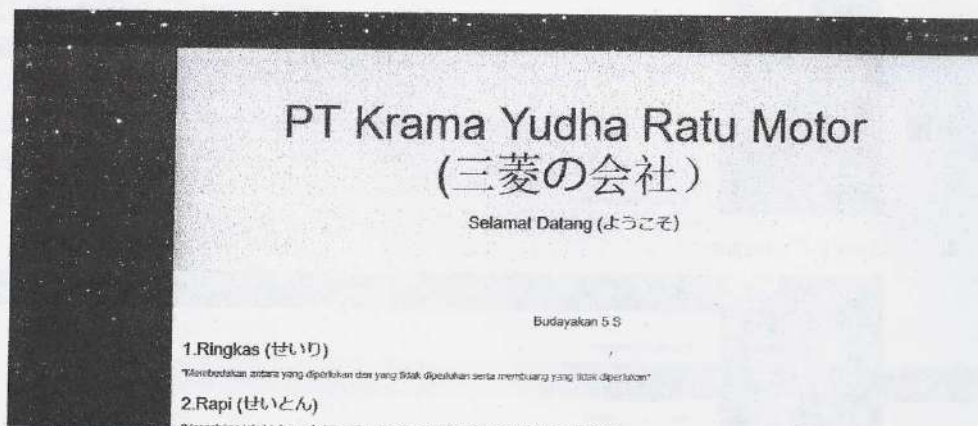 PT Krama Yudha Ratu Motor
(三菱の会社）
Selamat Datang (ようこそ)
Budayakan 5 S
1.Ringkas (せいり)
"Membedakan antara yang diperlukan dan yang tidak diperlukan serta membuang yang tidak diperlukan"
2.Rapi (せいとん)